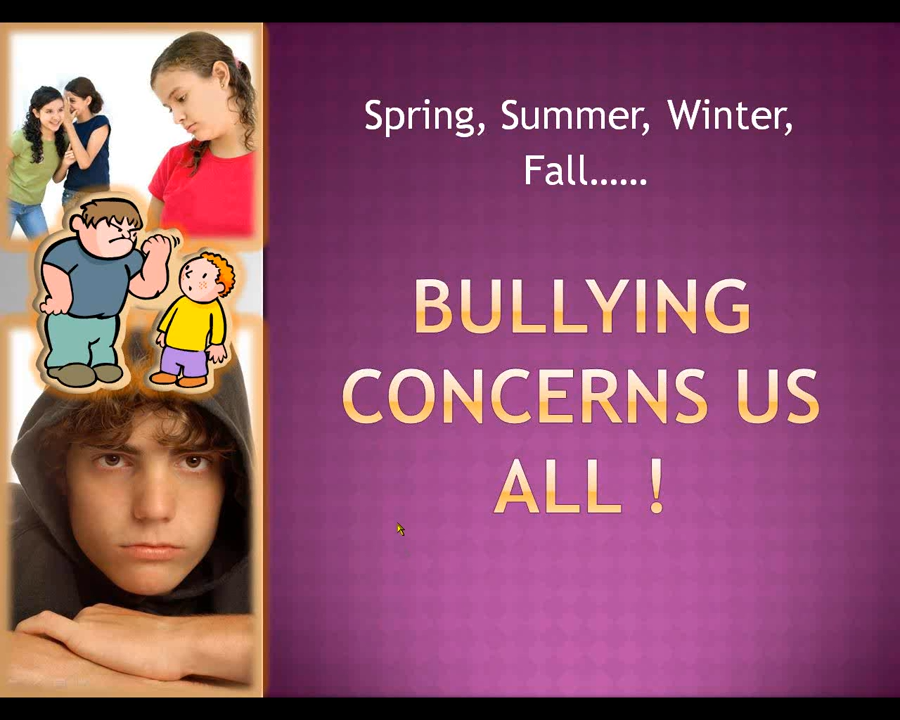 Spring, Summer, Winter,
Fall......
BULLYING
CONCERNS US
ALL !